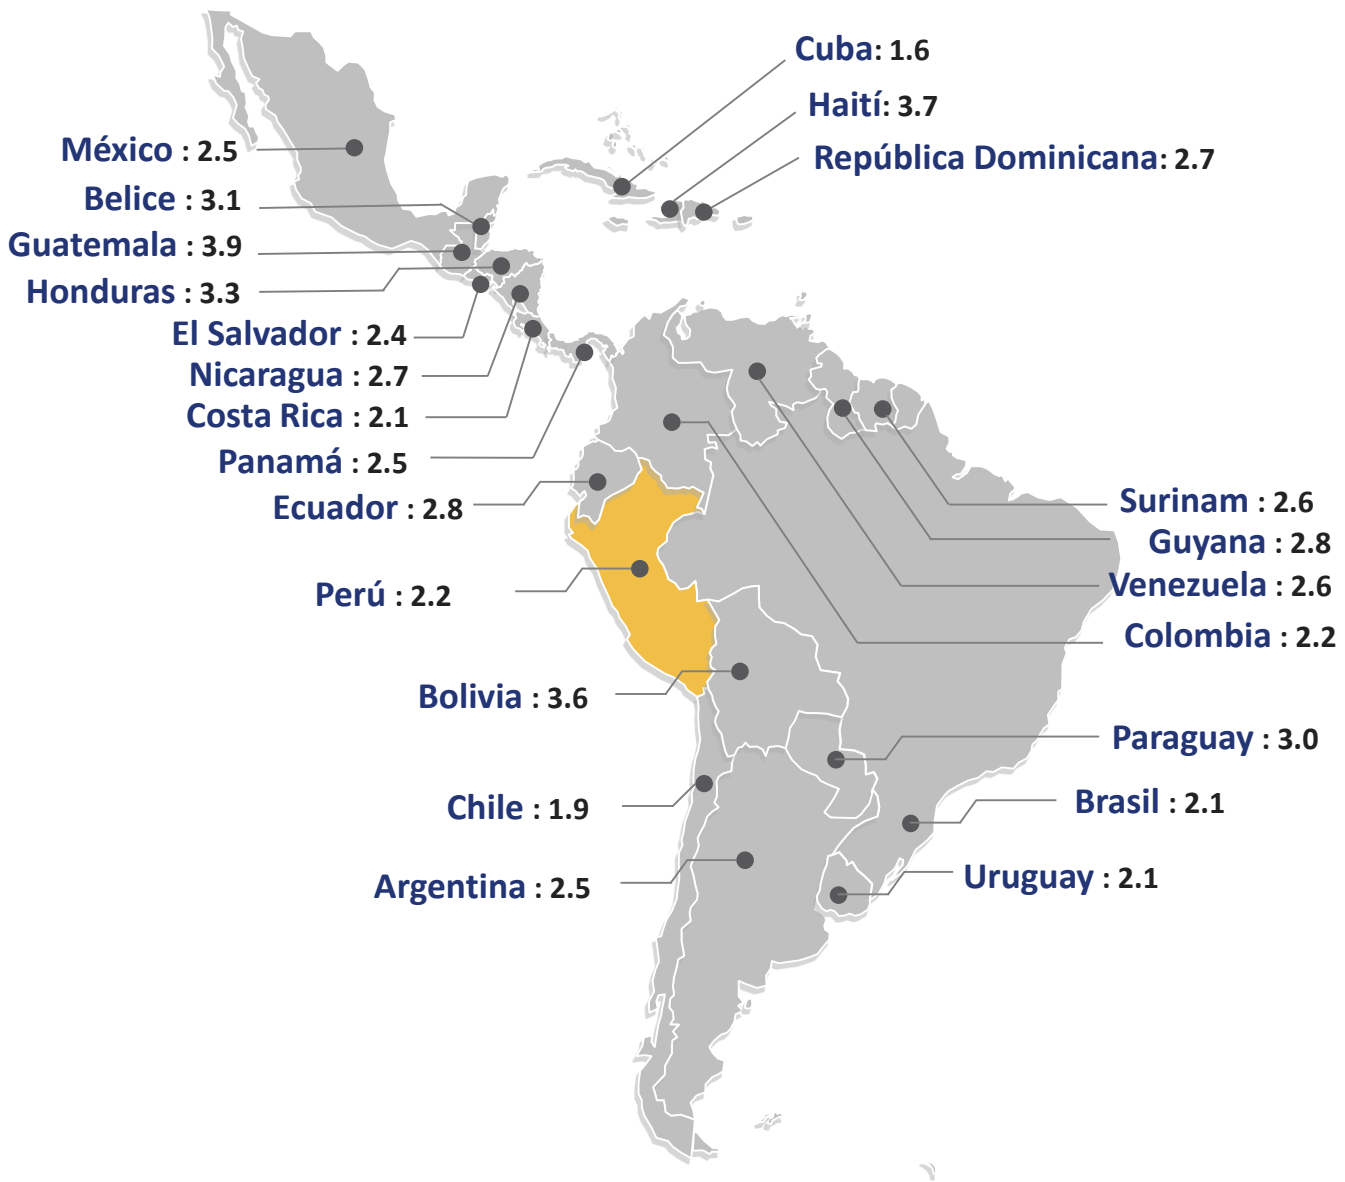 Cuba: 1.6
Haití: 3.7
República Dominicana: 2.7
México : 2.5
Belice : 3.1
Guatemala : 3.9
Honduras : 3.3
El Salvador : 2.4
Nicaragua : 2.7
Costa Rica : 2.1
Panamá : 2.5
Ecuador : 2.8
Perú : 2.2
Bolivia : 3.6
Chile : 1.9
Argentina : 2.5
Surinam : 2.6
Guyana : 2.8
Venezuela : 2.6
Colombia : 2.2
Paraguay : 3.0
Brasil : 2.1
Uruguay : 2.1